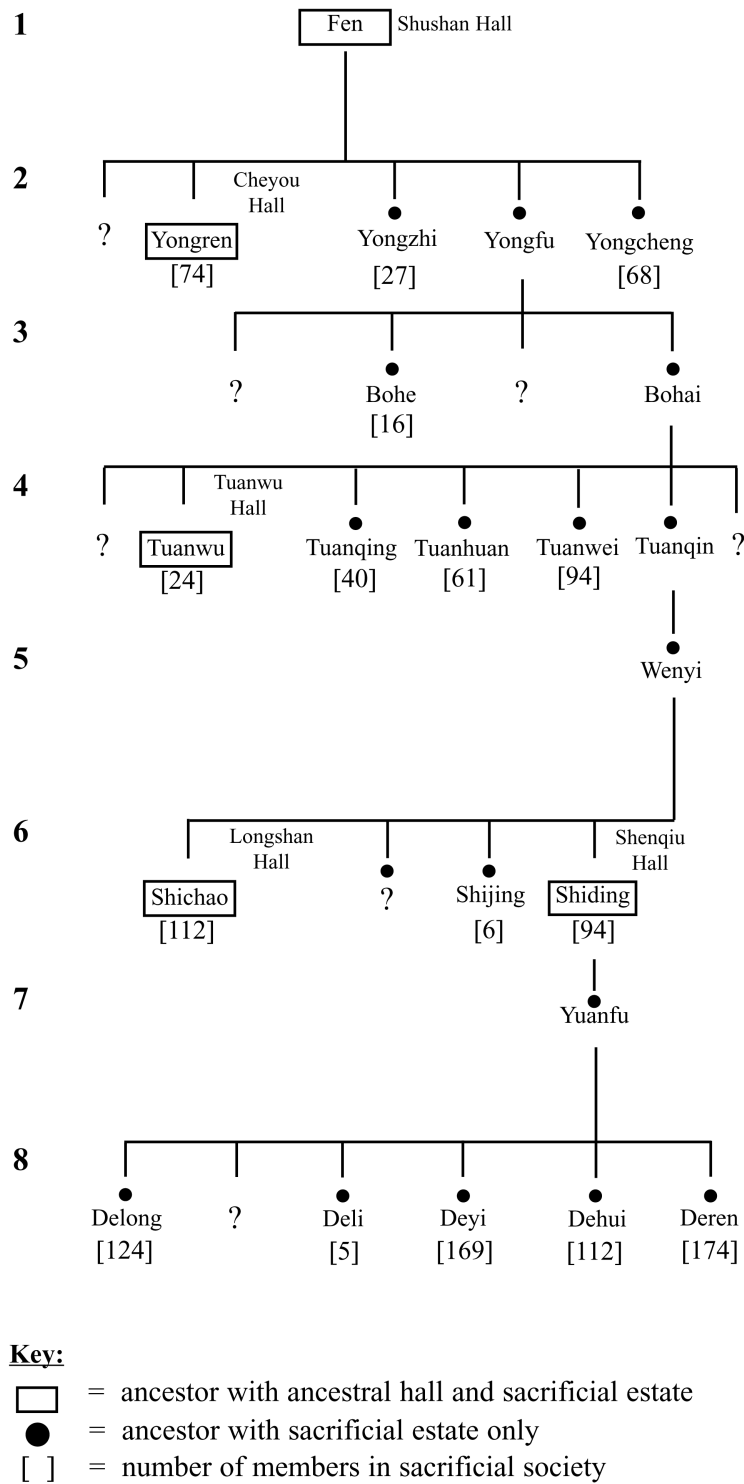 1
Fen
Shushan Hall
2
Cheyou
Hall
?
Yongren
Yongzhi
Yongfu
Yongcheng
[74]
[27]
[68]
3
?
Bohe
?
Bohai
[16]
4
Tuanwu
Hall
?
Tuanwu
Tuanqing
Tuanhuan
Tuanwei
Tuanqin
?
[24]
[40]
[61]
[94]
5
Wenyi
6
Longshan
Hall
Shenqiu
Hall
Shichao
?
Shijing
Shiding
[112]
[6]
[94]
7
Yuanfu
8
Delong
?
Deli
Deyi
Dehui
Deren
[124]
[5]
[169]
[112]
[174]
Key:
= ancestor with ancestral hall and sacrificial estate
= ancestor with sacrificial estate only
[ ] = number of members in sacrificial society